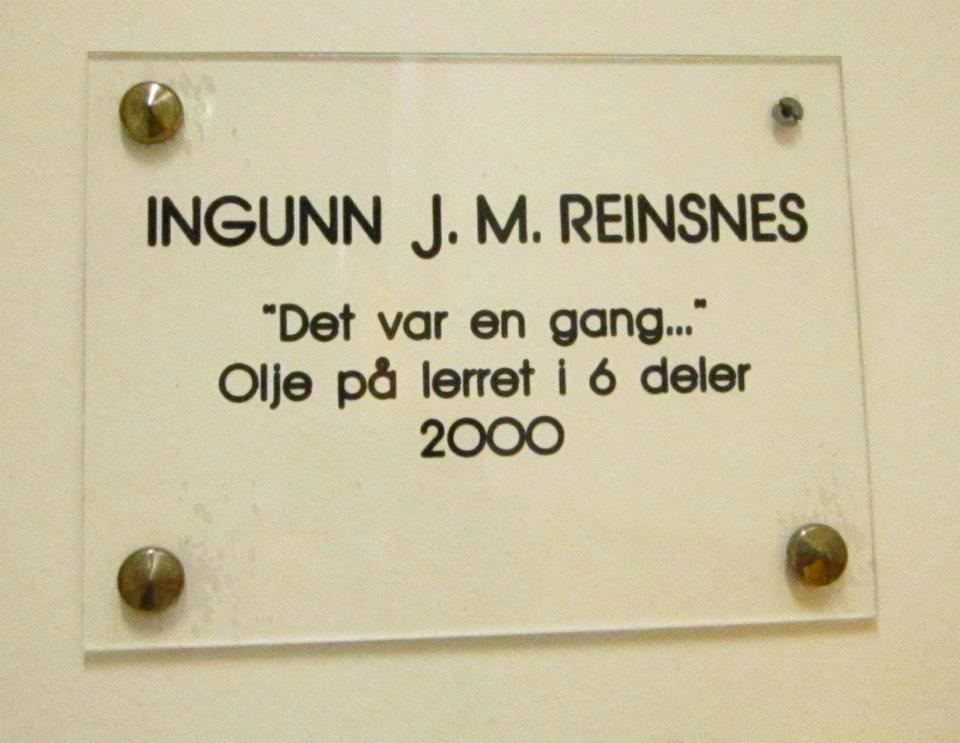 INGUNN J. M. REINSNES
"Det var en gang..."
Olje på lerret i 6 deler
2000